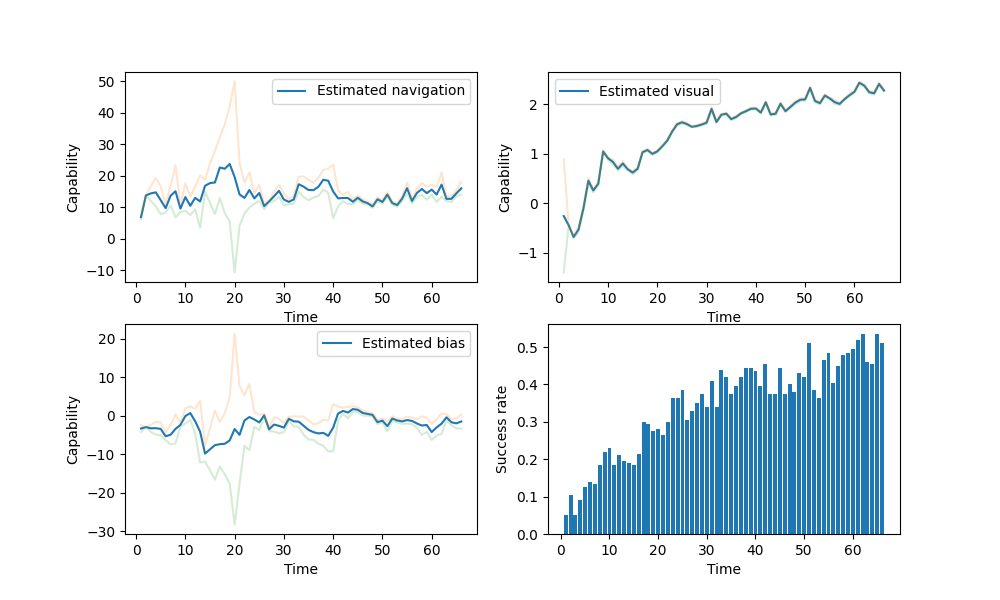 Estimated navigation
Capability
50
40
30
20
10
0
−10
0 10 20 30 40 50 60
Time
Estimated visual
Capability
2
1
0
−1
0 10 20 30 40 50 60
Time
Estimated bias
Capability
20
10
0
−10
−20
−30
0 10 20 30 40 50 60
Time
Success rate
0.5
0.4
0.3
0.2
0.1
0.0
0 10 20 30 40 50 60
Time